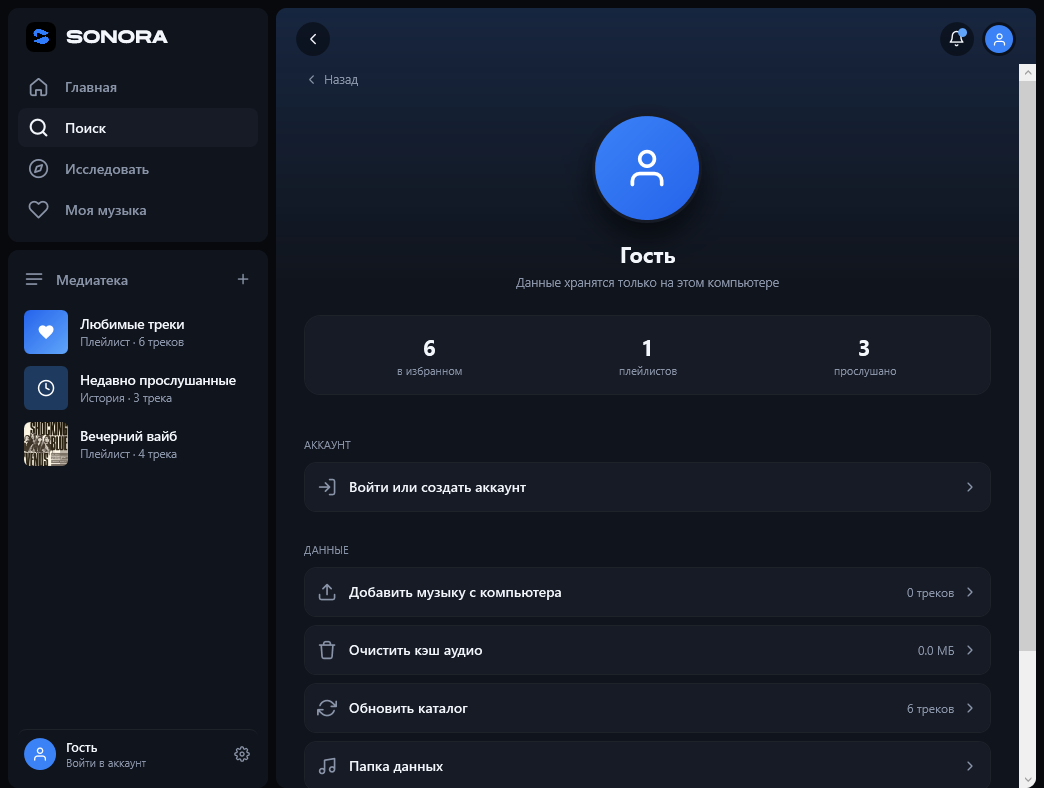 SONORA
Главная
Поиск
Исследовать
Моя музыка
Медиатека
Любимые треки
Плейлист · 6 треков
Недавно прослушанные
История · 3 трека
SHOCKING
BLUE
VENUS
Вечерний вайб
Плейлист · 4 трека
Гость
Войти в аккаунт
Назад
Гость
Данные хранятся только на этом компьютере
6
в избранном
1
плейлистов
3
прослушано
АККАУНТ
Войти или создать аккаунт
ДАННЫЕ
Добавить музыку с компьютера
0 треков
Очистить кэш аудио
0.0 МБ
Обновить каталог
6 треков
Папка данных